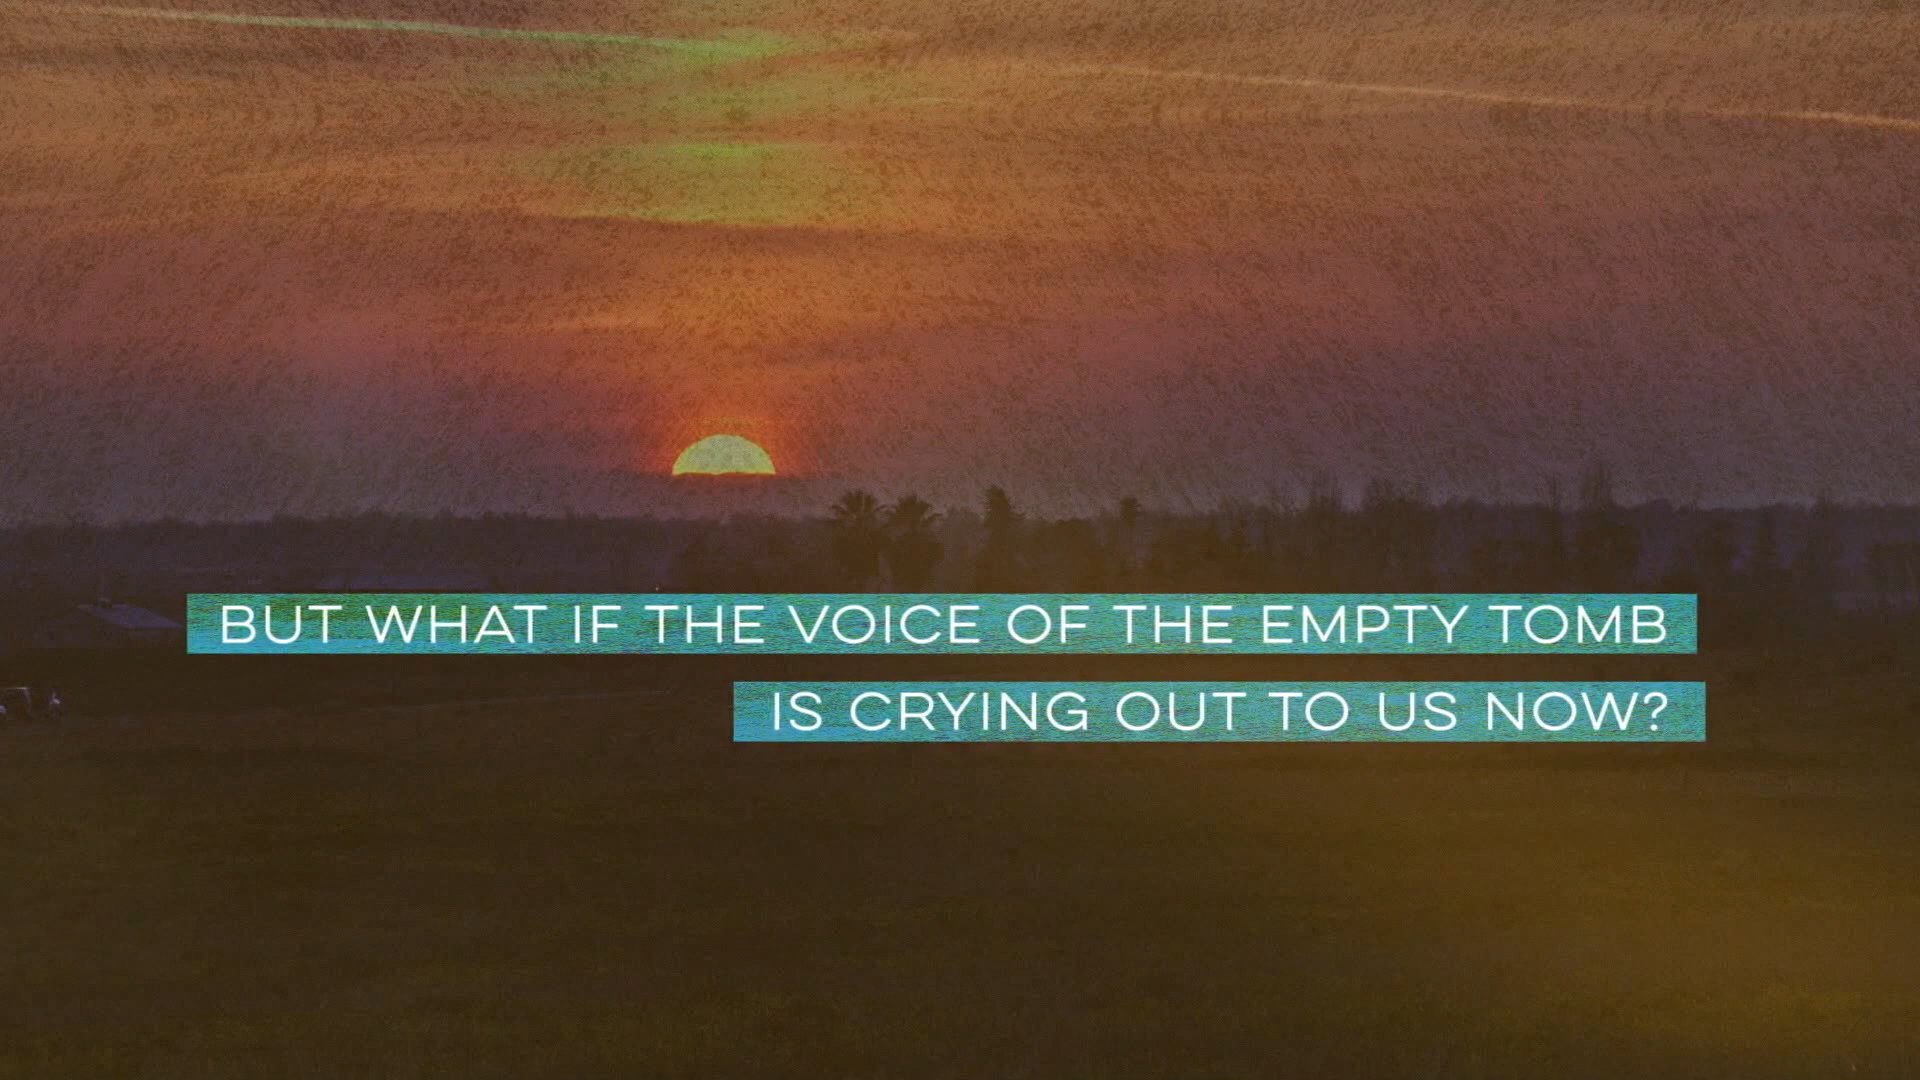 BUT WHAT IF THE VOICE OF THE EMPTY TOMB
IS CRYING OUT TO US NOW?